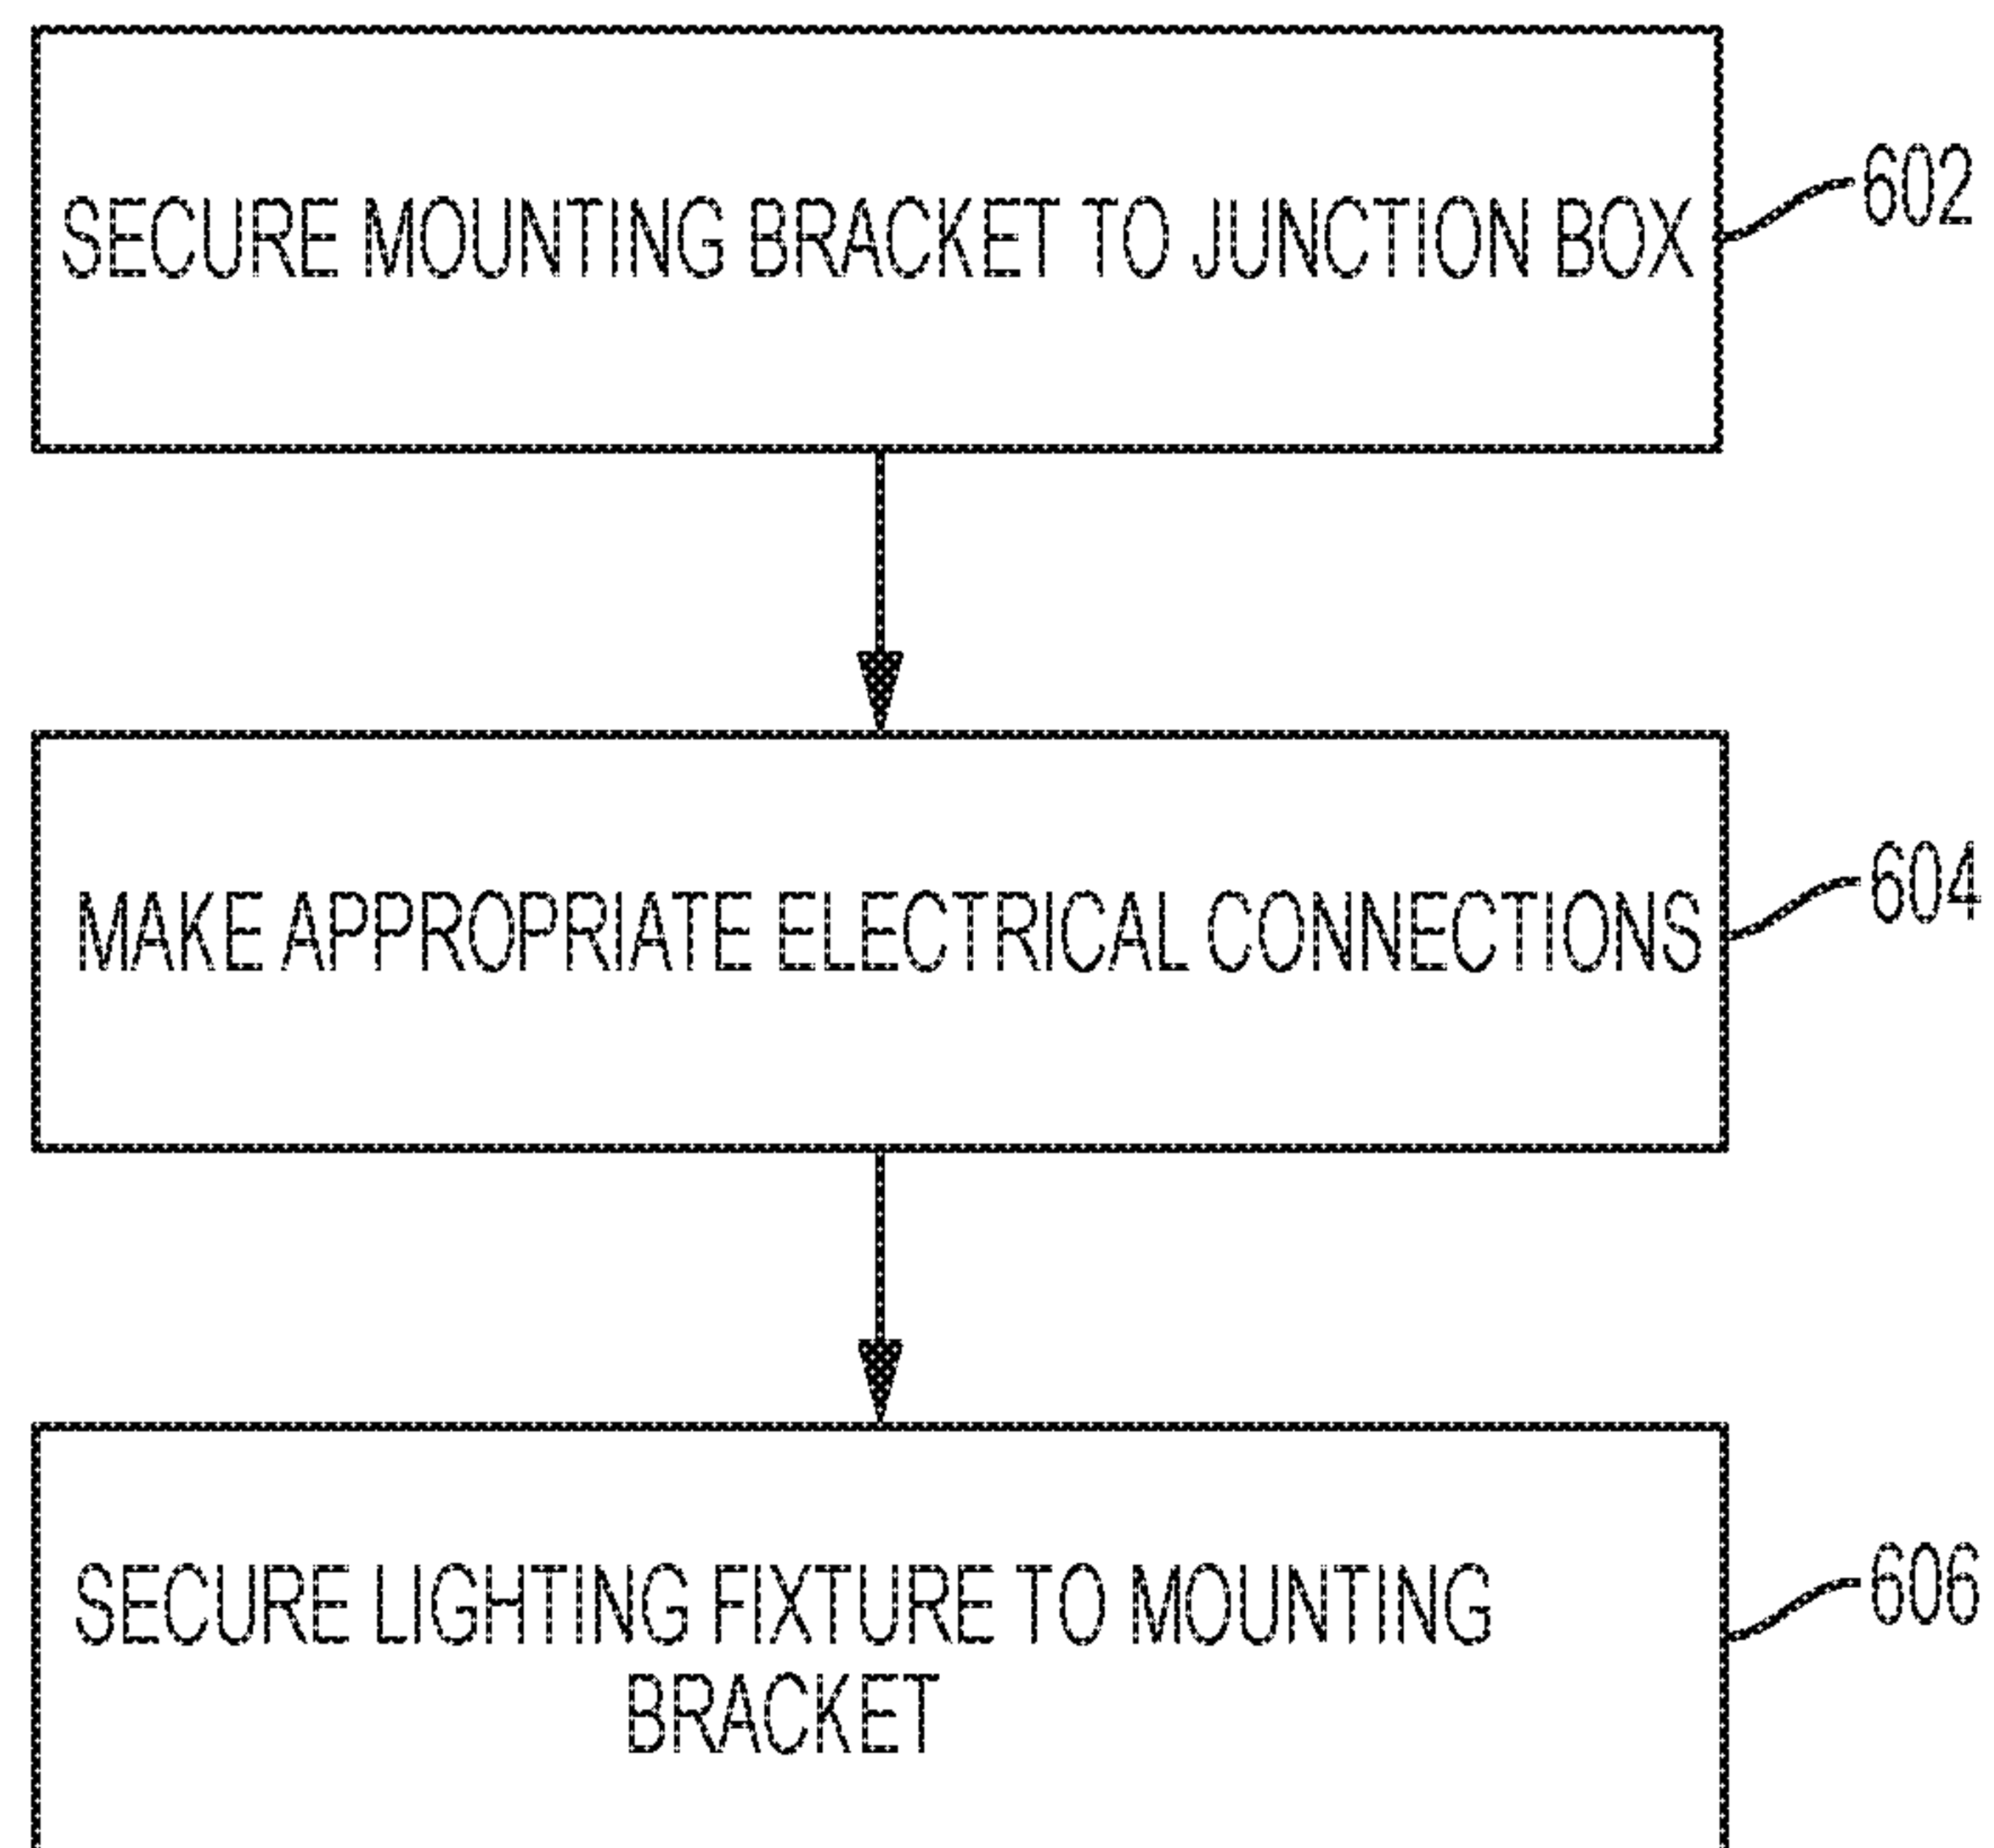 SECURE MOUNTING BRACKET TO JUNCTION BOX
602
MAKE APPROPRIATE ELECTRICAL CONNECTIONS
604
SECURE LIGHTING FIXTURE TO MOUNTING
BRACKET
606